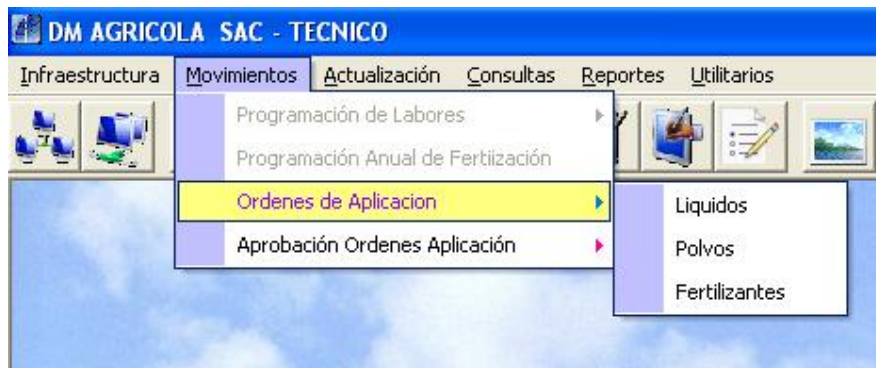 DM AGRICOLA SAC - TECNICO
Infraestructura Movimientos Actualización Consultas Reportes Utilitarios
Programación de Labores
Programación Anual de Fertiización
Ordenes de Aplicacion
Liquidos
Aprobación Ordenes Aplicación
Polvos
Fertilizantes